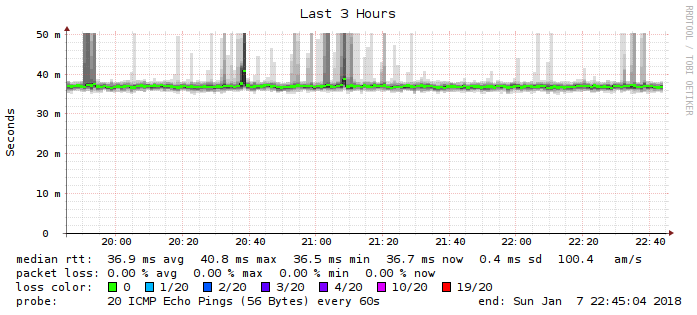 Last 3 Hours
RRDTOOL / TOBI OETIKER
Seconds
50 m
40 m
30 m
20 m
10 m
0
20:00 20:20 20:40 21:00 21:20 21:40 22:00 22:20 22:40
median rtt: 36.9 ms avg 40.8 ms max 36.5 ms min 36.7 ms now 0.4 ms sd 100.4 am/s
packet loss: 0.00 % avg 0.00 % max 0.00 % min 0.00 % now
loss color: 0 1/20 2/20 3/20 4/20 10/20 19/20
probe: 20 ICMP Echo Pings (56 Bytes) every 60s end: Sun Jan 7 22:45:04 2018